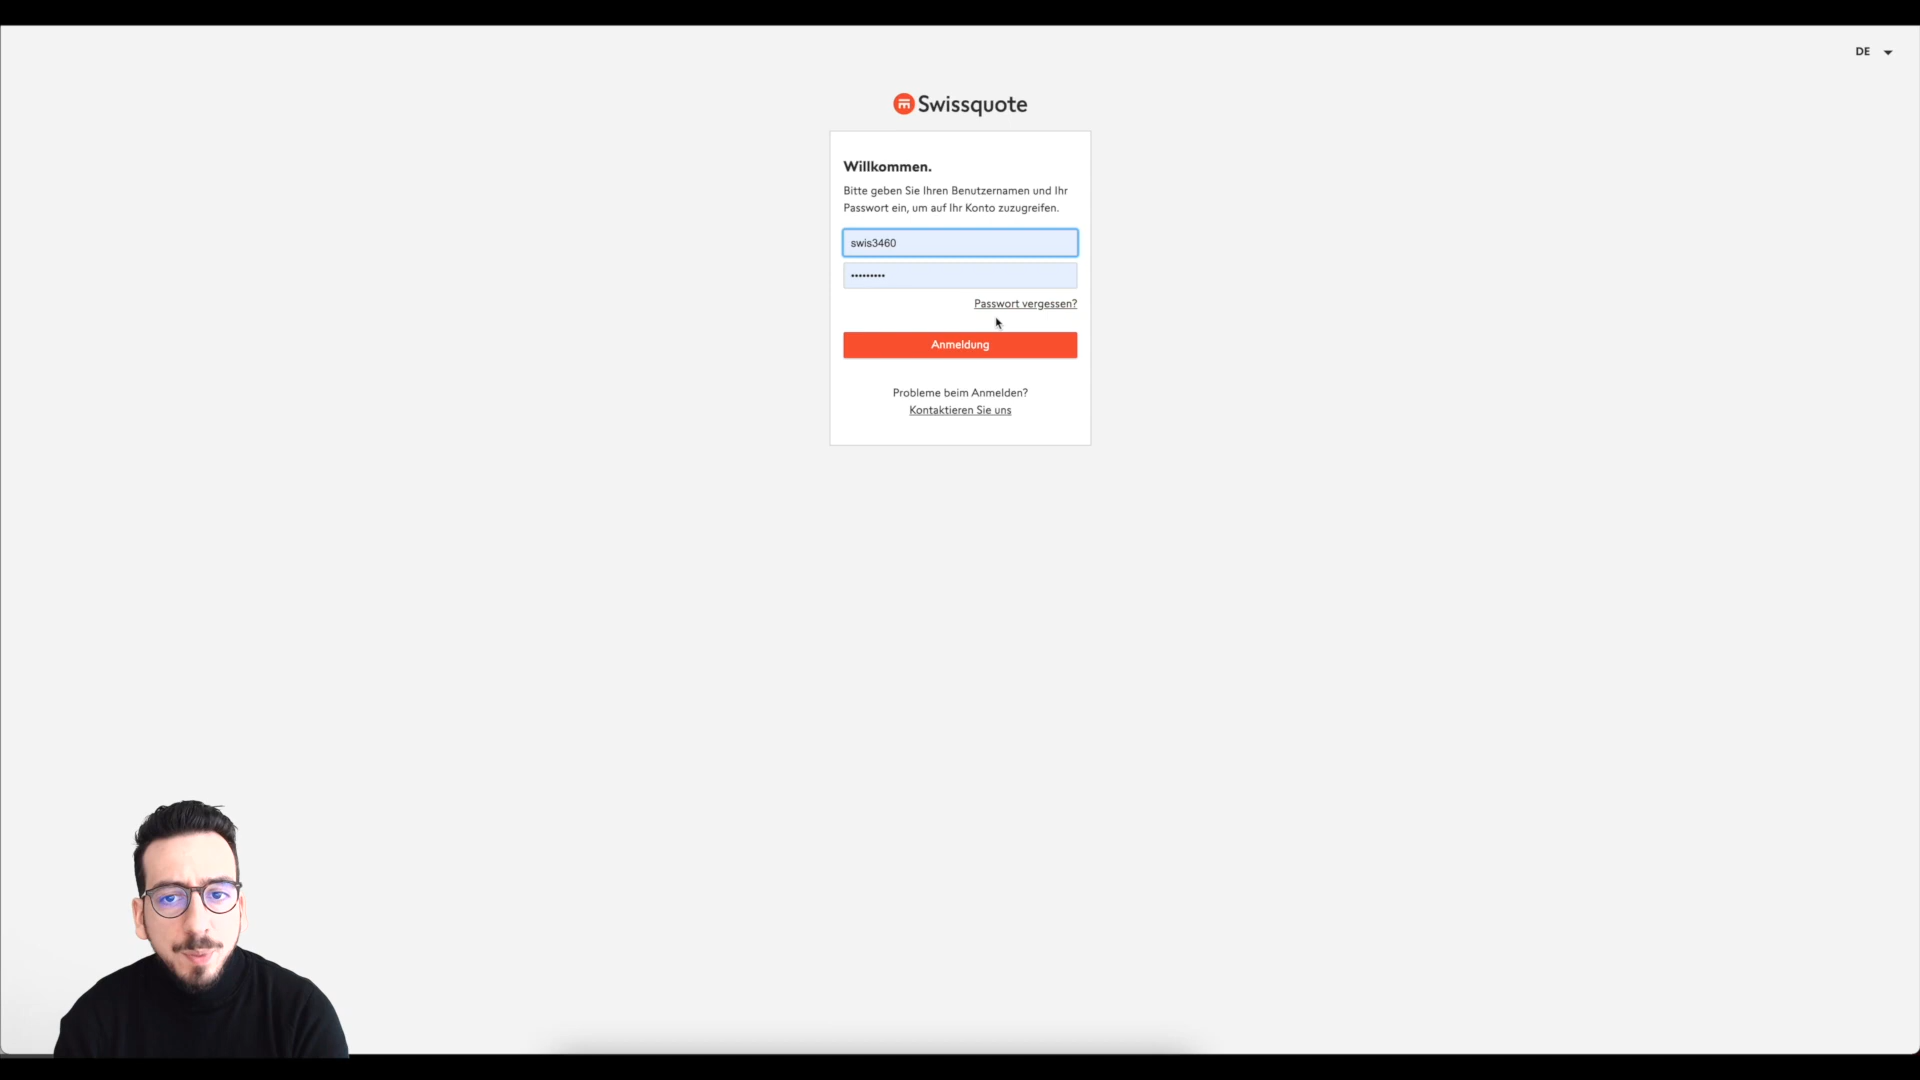 DE
Swissquote
Willkommen.
Bitte geben Sie Ihren Benutzernamen und Ihr
Passwort ein, um auf Ihr Konto zuzugreifen.
swis3460
•••••••••
Passwort vergessen?
Anmeldung
Probleme beim Anmelden?
Kontaktieren Sie uns